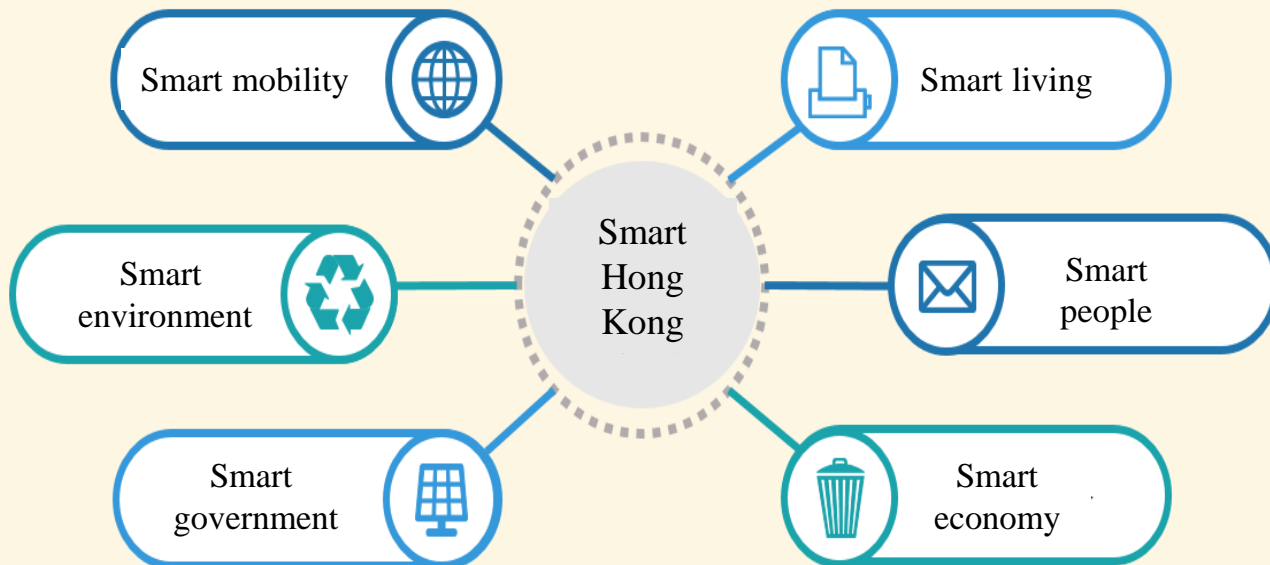 Smart mobility
Smart living
Smart
Hong
Kong
Smart
environment
Smart
people
Smart
government
Smart
economy